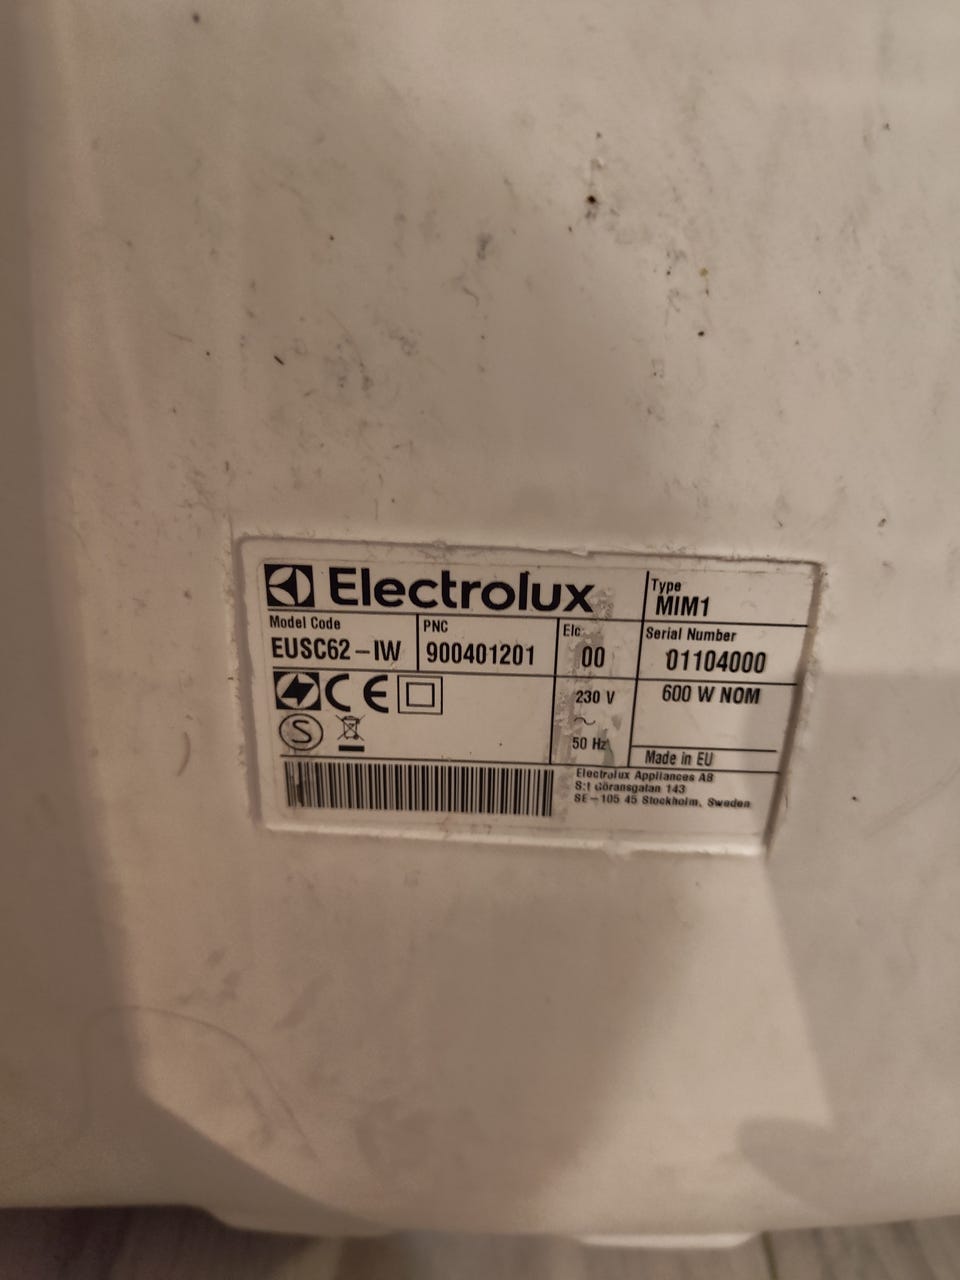 Electrolux
Type
MIM1
Model Code
EUSC62-IW
PNC
900401201
Elc
00
Serial Number
01104000
CE
230 V
~
50 Hz
600 W NOM
Made in EU
S
Electrolux Appliances AB
S:t Göransgatan 143
SE-105 45 Stockholm, Sweden